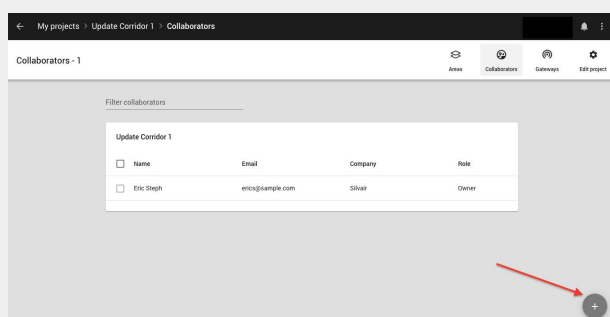 ← My projects > Update Corridor 1 > Collaborators
Collaborators - 1
Areas
Collaborators
Gateways
Edit project
Filter collaborators
Update Corridor 1
Name Email Company Role
Eric Steph erics@sample.com Silvair Owner
+